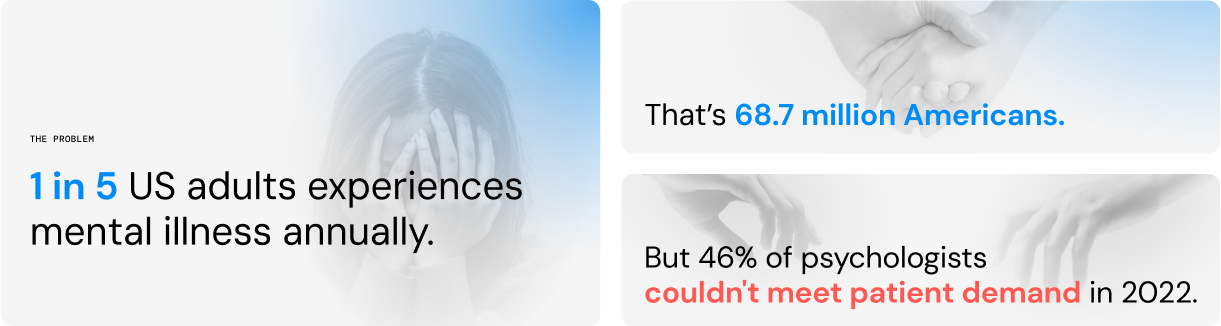 THE PROBLEM
1 in 5 US adults experiences
mental illness annually.
That’s 68.7 million Americans.
But 46% of psychologists
couldn't meet patient demand in 2022.